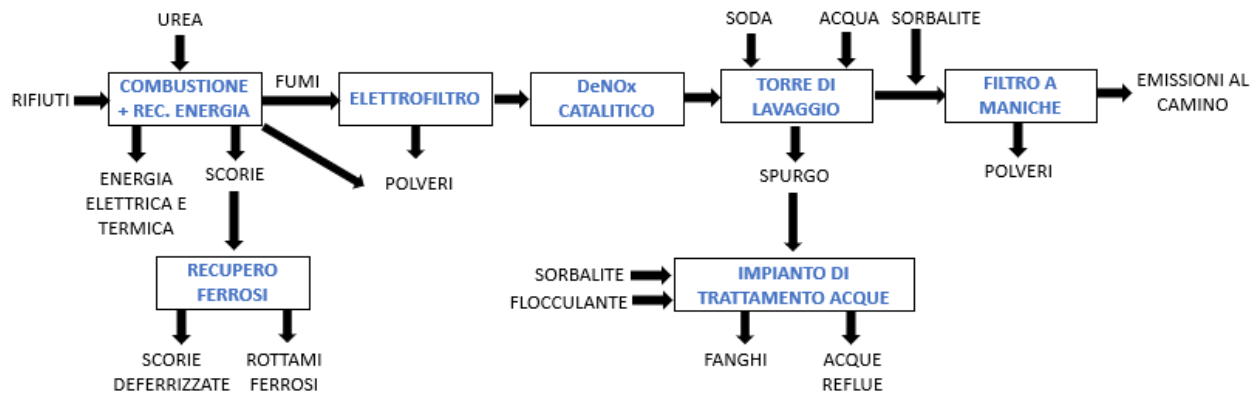 UREA
SODA
ACQUA
SORBALITE
RIFIUTI
COMBUSTIONE
+ REC. ENERGIA
FUMI
ELETTROFILTRO
DeNOx
CATALITICO
TORRE DI
LAVAGGIO
FILTRO A
MANICHE
EMISSIONI AL
CAMINO
ENERGIA
ELETTRICA E
TERMICA
SCORIE
POLVERI
SPURGO
POLVERI
RECUPERO
FERROSI
SORBALITE
FLOCCULANTE
IMPIANTO DI
TRATTAMENTO ACQUE
SCORIE
DEFERRIZZATE
ROTTAMI
FERROSI
FANGHI
ACQUE
REFLUE